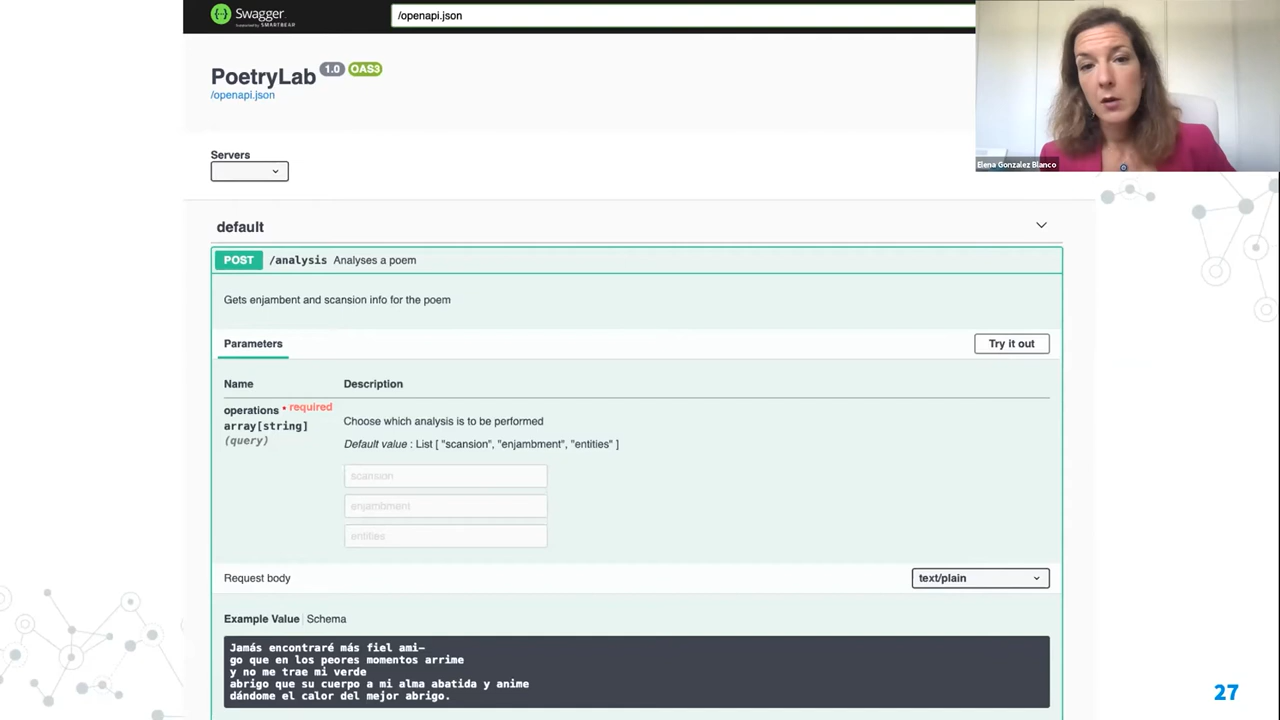 Swagger.
supported by SMARTBEAR
/openapi.json
PoetryLab 1.0 OAS3
/openapi.json
Elena Gonzalez Blanco
Servers
default
POST /analysis Analyses a poem
Gets enjambent and scansion info for the poem
Parameters
Try it out
Name Description
operations • required
array[string]
(query)
Choose which analysis is to be performed
Default value : List [ "scansion", "enjambment", "entities" ]
scansion
enjambment
entities
Request body
text/plain
Example Value | Schema
Jamás encontraré más fiel ami-
go que en los peores momentos arrime
y no me trae mi verde
abrigo que su cuerpo a mi alma abatida y anime
dándome el calor del mejor abrigo.
27